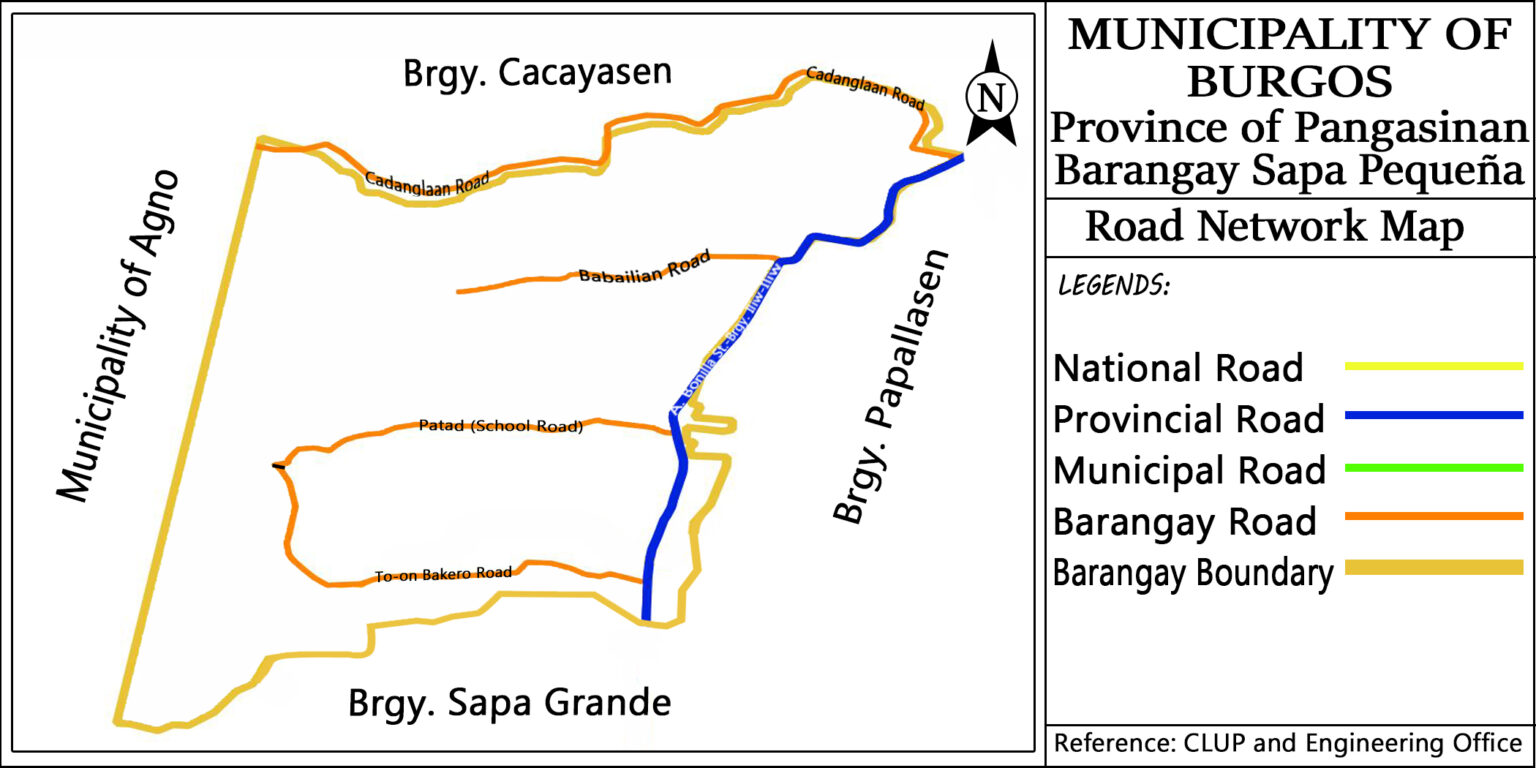 MUNICIPALITY OF
BURGOS
Province of Pangasinan
Barangay Sapa Pequeña
Road Network Map
LEGENDS:
National Road
Provincial Road
Municipal Road
Barangay Road
Barangay Boundary
Reference: CLUP and Engineering Office
Brgy. Cacayasen
Cadanglaan Road
N
Cadanglaan Road
Municipality of Agno
Babailian Road
A. Bonilla St.-Brgy. Iliw-Iliw
Brgy. Papallasen
Patad (School Road)
To-on Bakero Road
Brgy. Sapa Grande